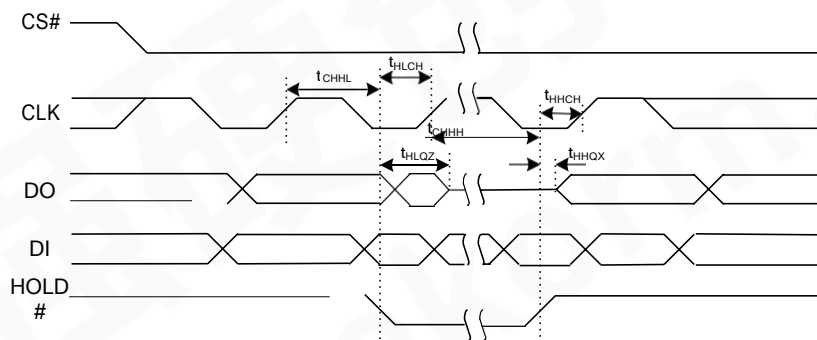 CS#
tHLCH
tCHHL
tHHCH
CLK
tCHHH
tHLQZ
tHHQX
DO
DI
HOLD
#